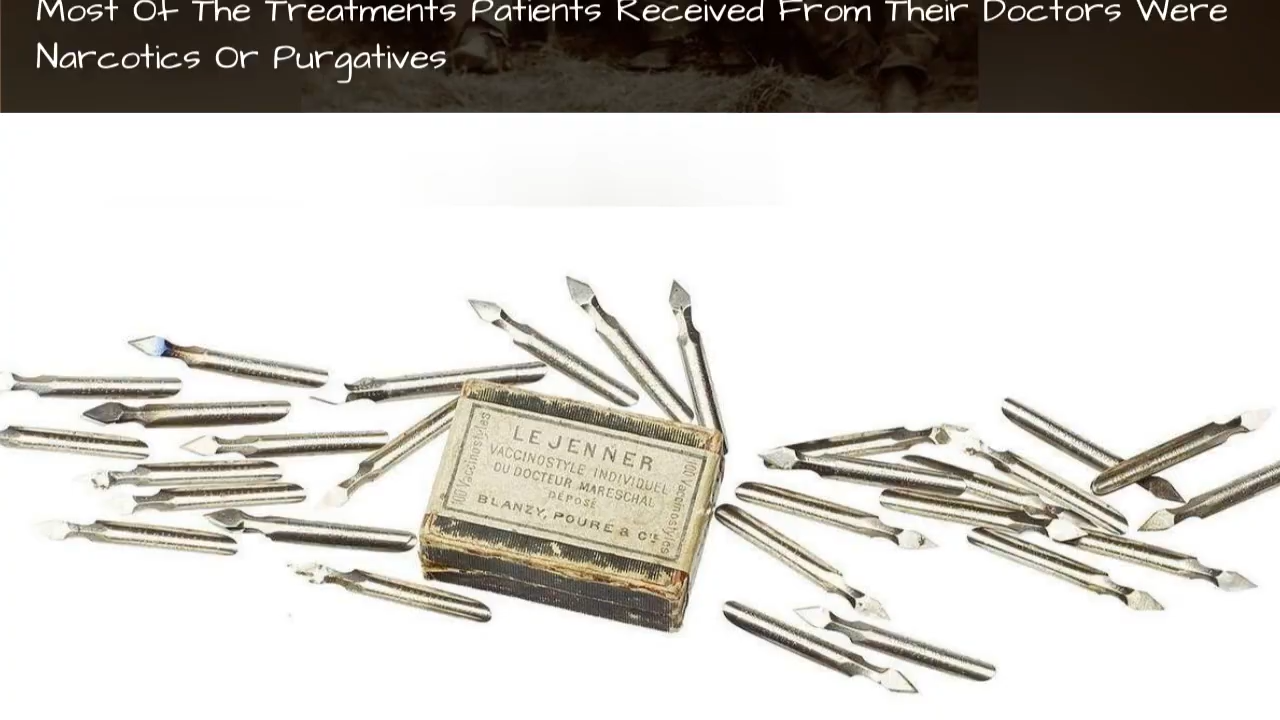 Most Of The Treatments Patients Received From Their Doctors Were
Narcotics Or Purgatives
LE JENNER
VACCINOSTYLE INDIVIDUEL
DU DOCTEUR MARESCHAL
DÉPOSÉ
BLANZY, POURE & Cie
100 Vaccinostyles
100 Vaccinostyles